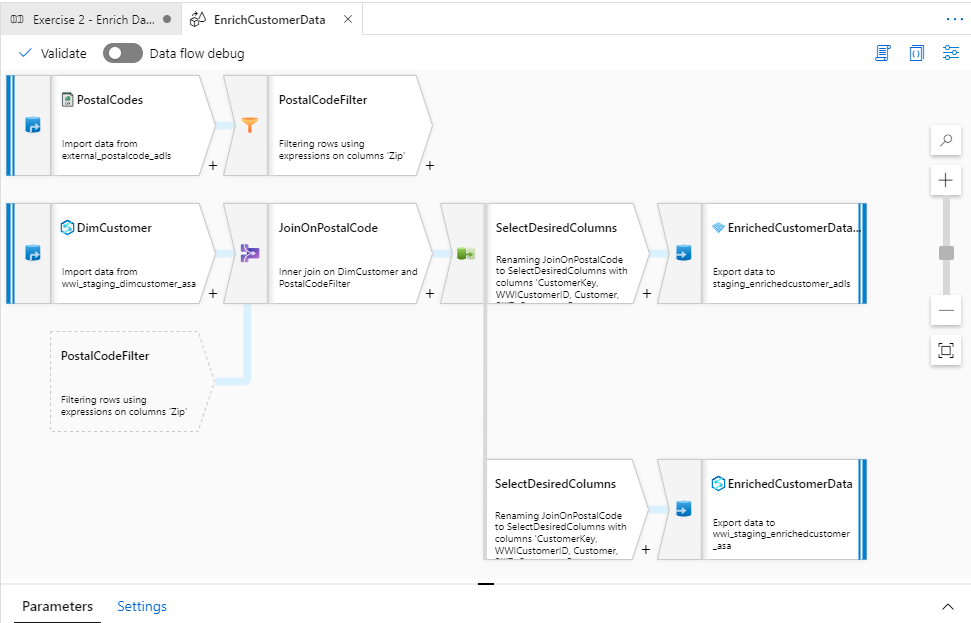 Exercise 2 - Enrich Da...
EnrichCustomerData
Validate
Data flow debug
PostalCodes
Import data from
external_postalcode_adls
+
PostalCodeFilter
Filtering rows using
expressions on columns 'Zip'
+
DimCustomer
Import data from
wwi_staging_dimcustomer_asa
+
JoinOnPostalCode
Inner join on DimCustomer and
PostalCodeFilter
+
SelectDesiredColumns
Renaming JoinOnPostalCode
to SelectDesiredColumns with
columns 'CustomerKey,
WWICustomerID, Customer,
+
EnrichedCustomerData...
Export data to
staging_enrichedcustomer_adls
PostalCodeFilter
Filtering rows using
expressions on columns 'Zip'
SelectDesiredColumns
Renaming JoinOnPostalCode
to SelectDesiredColumns with
columns 'CustomerKey,
WWICustomerID, Customer,
+
EnrichedCustomerData
Export data to
wwi_staging_enrichedcustomer
_asa
Parameters
Settings